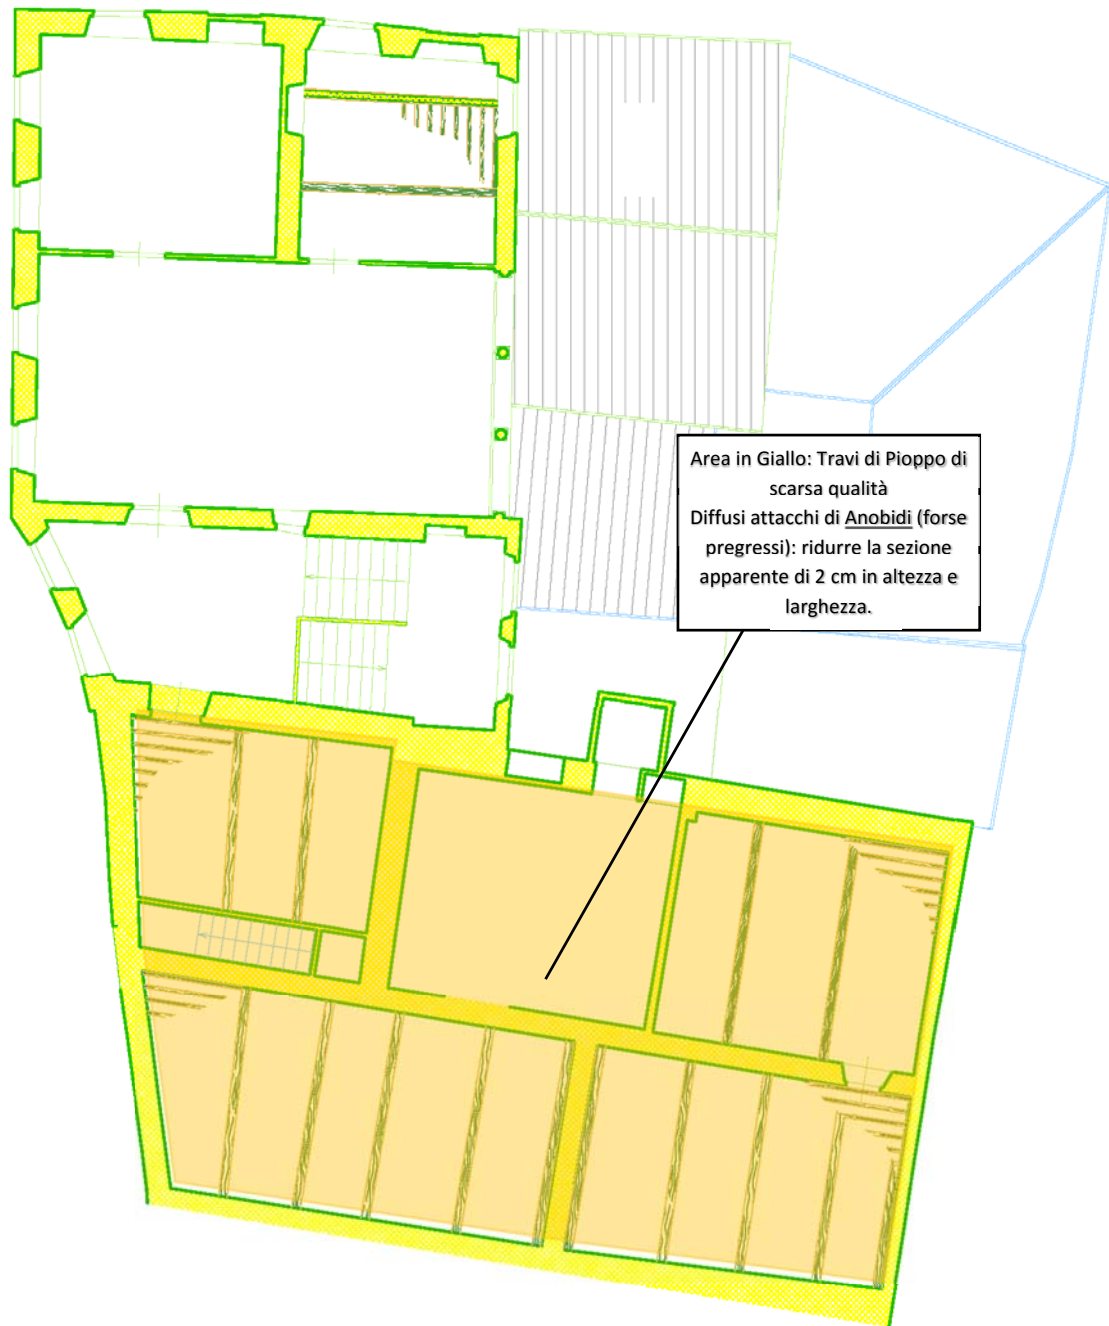 Area in Giallo: Travi di Pioppo di
scarsa qualità
Diffusi attacchi di Anobidi (forse
pregressi): ridurre la sezione
apparente di 2 cm in altezza e
larghezza.